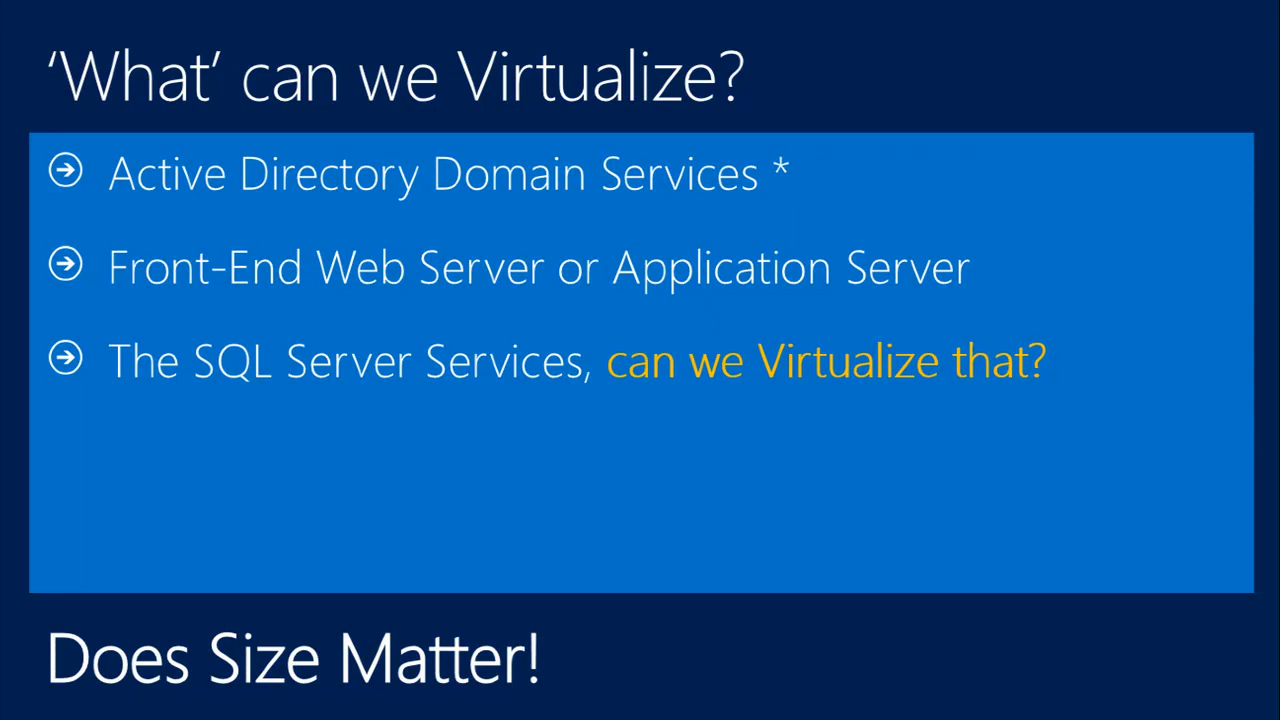 ‘What’ can we Virtualize?
Active Directory Domain Services *
Front-End Web Server or Application Server
The SQL Server Services, can we Virtualize that?
Does Size Matter!